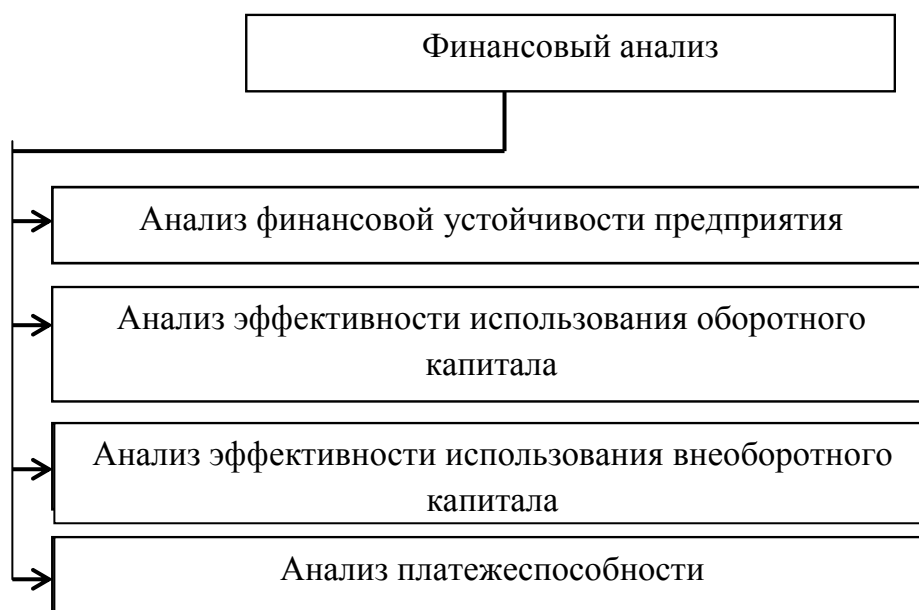 Финансовый анализ
Анализ финансовой устойчивости предприятия
Анализ эффективности использования оборотного
капитала
Анализ эффективности использования внеоборотного
капитала
Анализ платежеспособности